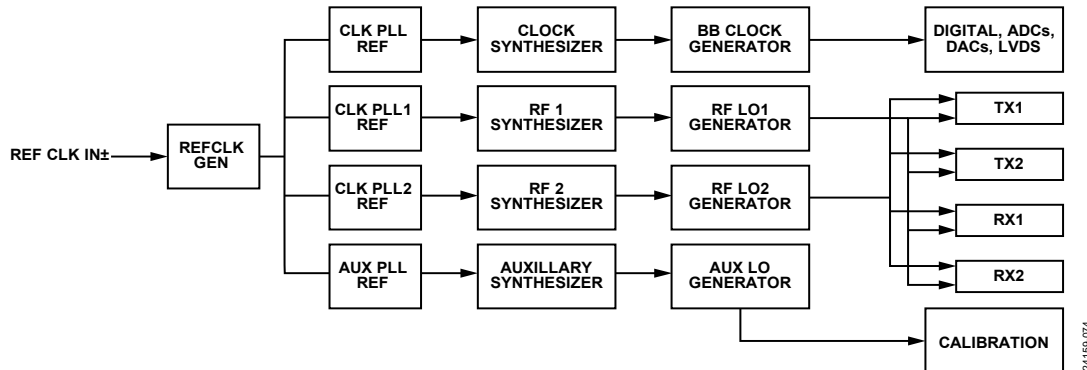 CLK PLL
REF
CLOCK
SYNTHESIZER
BB CLOCK
GENERATOR
DIGITAL, ADCs,
DACs, LVDS
CLK PLL1
REF
RF 1
SYNTHESIZER
RF LO1
GENERATOR
TX1
REF CLK IN±
REFCLK
GEN
TX2
CLK PLL2
REF
RF 2
SYNTHESIZER
RF LO2
GENERATOR
RX1
AUX PLL
REF
AUXILLARY
SYNTHESIZER
AUX LO
GENERATOR
RX2
CALIBRATION
24159-074